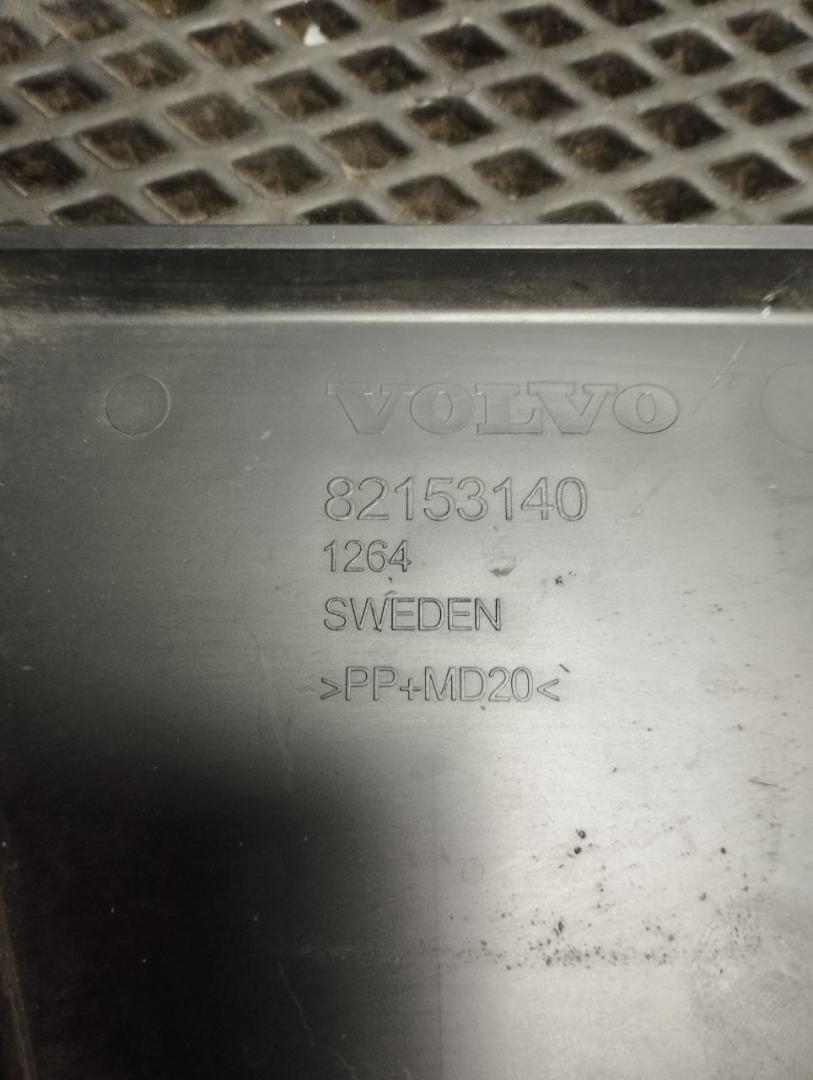 VOLVO
82153140
1264
SWEDEN
>PP+MD20<